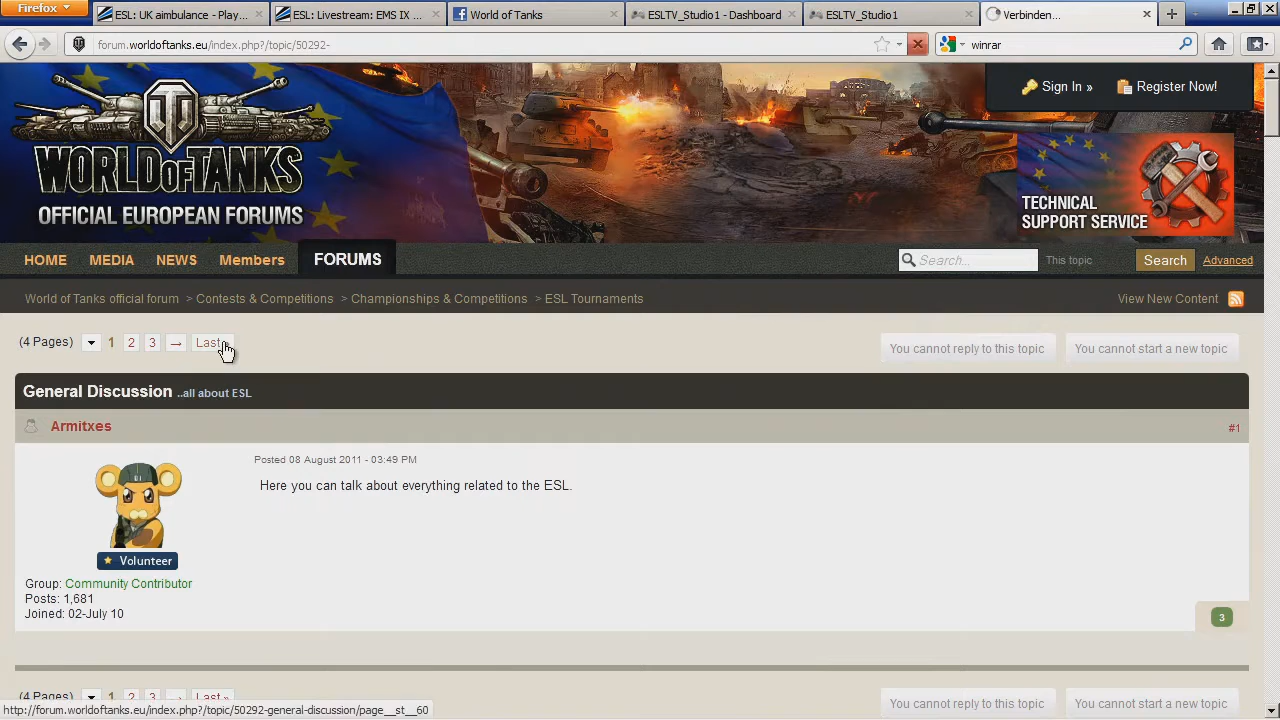 Firefox
ESL: UK aimbulance - Play...
ESL: Livestream: EMS IX ...
World of Tanks
ESLTV_Studio1 - Dashboard
ESLTV_Studio1
Verbinden...
forum.worldoftanks.eu/index.php?/topic/50292-
winrar
Sign In »
Register Now!
WORLD OF TANKS
OFFICIAL EUROPEAN FORUMS
TECHNICAL
SUPPORT SERVICE
HOME
MEDIA
NEWS
Members
FORUMS
Search...
This topic
Search
Advanced
World of Tanks official forum > Contests & Competitions > Championships & Competitions > ESL Tournaments
View New Content
(4 Pages) 1 2 3 → Last
You cannot reply to this topic
You cannot start a new topic
General Discussion ..all about ESL
Armitxes
#1
Posted 08 August 2011 - 03:49 PM
Here you can talk about everything related to the ESL.
Volunteer
Group: Community Contributor
Posts: 1,681
Joined: 02-July 10
3
(4 Pages) 1 2 3 → Last »
You cannot reply to this topic
You cannot start a new topic
http://forum.worldoftanks.eu/index.php?/topic/50292-general-discussion/page__st__60